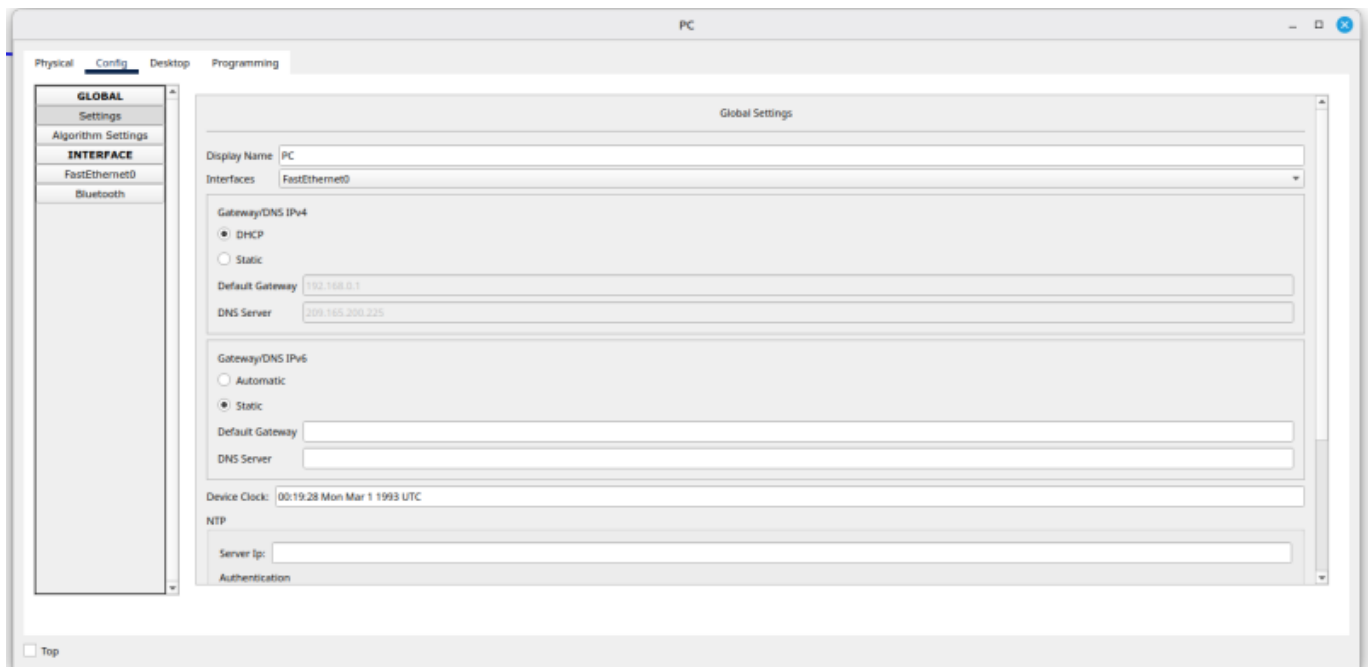 PC
Physical Config Desktop Programming
GLOBAL
Settings
Algorithm Settings
INTERFACE
FastEthernet0
Bluetooth
Global Settings
Display Name PC
Interfaces FastEthernet0
Gateway/DNS IPv4
DHCP
Static
Default Gateway 192.168.0.1
DNS Server 209.165.200.225
Gateway/DNS IPv6
Automatic
Static
Default Gateway
DNS Server
Device Clock: 00:19:28 Mon Mar 1 1993 UTC
NTP
Server Ip:
Authentication
Top